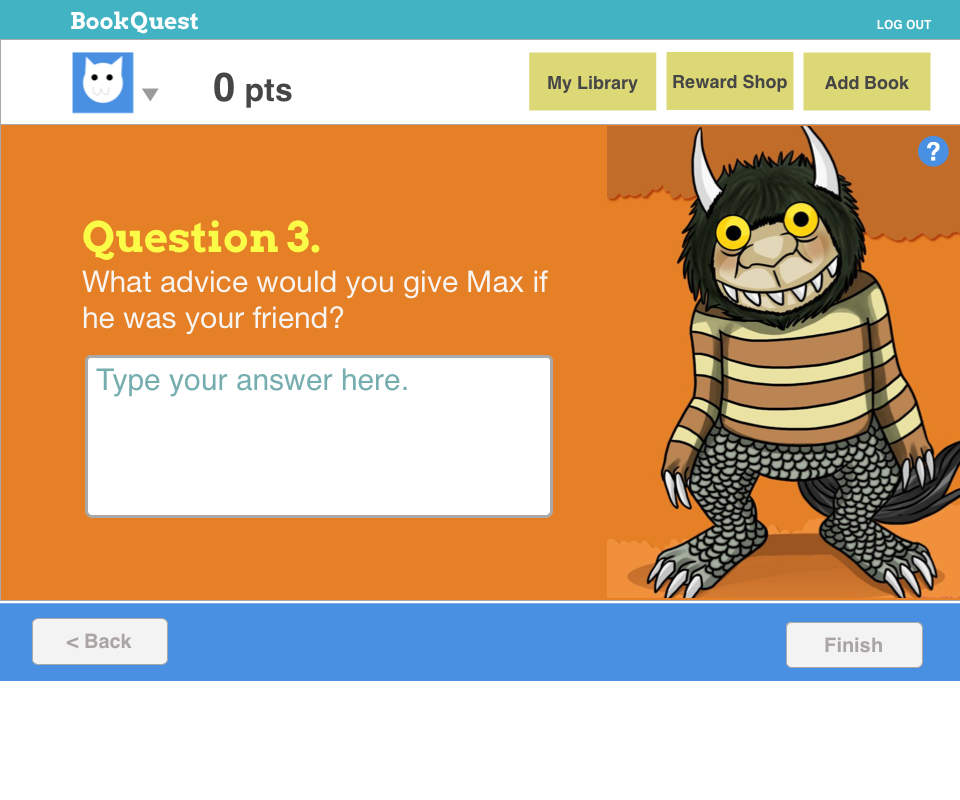 BookQuest
LOG OUT
0 pts
My Library
Reward Shop
Add Book
?
Question 3.
What advice would you give Max if
he was your friend?
Type your answer here.
< Back
Finish